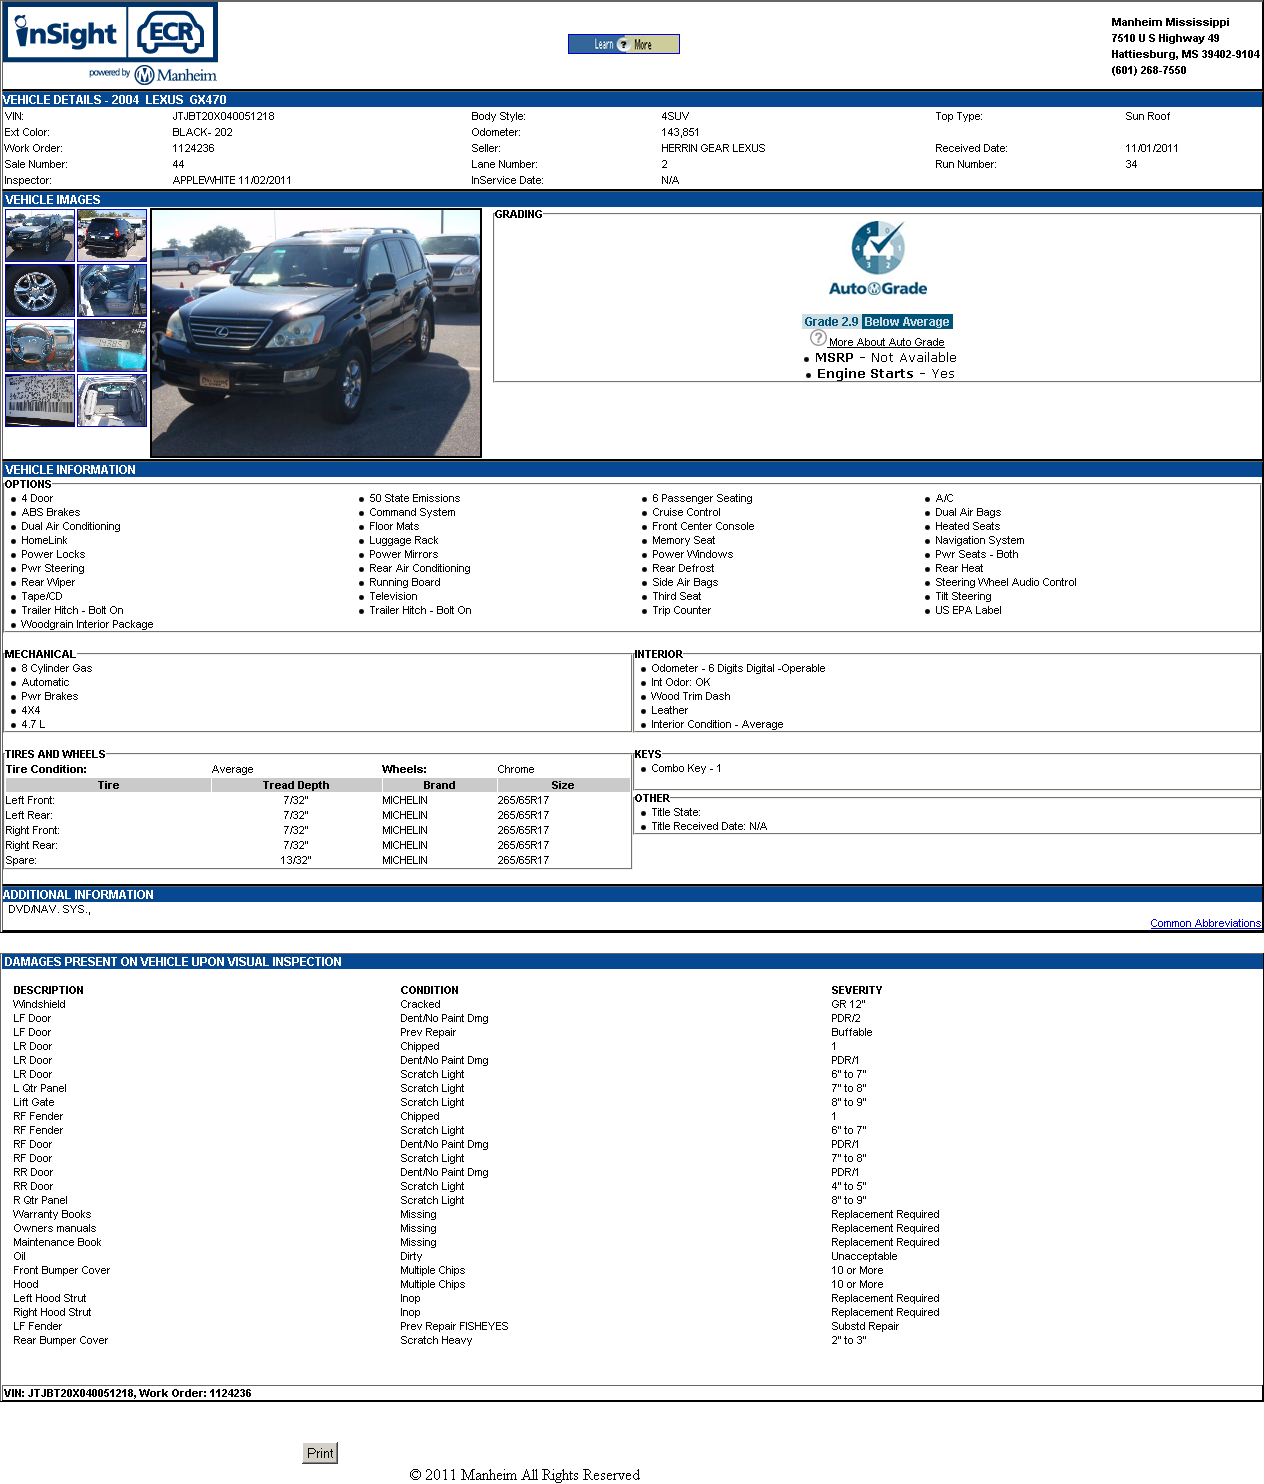 inSight ECR
powered by Manheim
Learn ? More
Manheim Mississippi
7510 U S Highway 49
Hattiesburg, MS 39402-9104
(601) 268-7550
VEHICLE DETAILS - 2004 LEXUS GX470
VIN: JTJBT20X040051218 Body Style: 4SUV Top Type: Sun Roof
Ext Color: BLACK- 202 Odometer: 143,851
Work Order: 1124236 Seller: HERRIN GEAR LEXUS Received Date: 11/01/2011
Sale Number: 44 Lane Number: 2 Run Number: 34
Inspector: APPLEWHITE 11/02/2011 InService Date: N/A
VEHICLE IMAGES
GRADING
5 0 4 1 3 2
AutoGrade
Grade 2.9 Below Average
? More About Auto Grade
• MSRP - Not Available
• Engine Starts - Yes
VEHICLE INFORMATION
OPTIONS
• 4 Door • 50 State Emissions • 6 Passenger Seating • A/C
• ABS Brakes • Command System • Cruise Control • Dual Air Bags
• Dual Air Conditioning • Floor Mats • Front Center Console • Heated Seats
• HomeLink • Luggage Rack • Memory Seat • Navigation System
• Power Locks • Power Mirrors • Power Windows • Pwr Seats - Both
• Pwr Steering • Rear Air Conditioning • Rear Defrost • Rear Heat
• Rear Wiper • Running Board • Side Air Bags • Steering Wheel Audio Control
• Tape/CD • Television • Third Seat • Tilt Steering
• Trailer Hitch - Bolt On • Trailer Hitch - Bolt On • Trip Counter • US EPA Label
• Woodgrain Interior Package
MECHANICAL
• 8 Cylinder Gas
• Automatic
• Pwr Brakes
• 4X4
• 4.7 L
INTERIOR
• Odometer - 6 Digits Digital -Operable
• Int Odor: OK
• Wood Trim Dash
• Leather
• Interior Condition - Average
TIRES AND WHEELS
Tire Condition: Average Wheels: Chrome
Tire Tread Depth Brand Size
Left Front: 7/32" MICHELIN 265/65R17
Left Rear: 7/32" MICHELIN 265/65R17
Right Front: 7/32" MICHELIN 265/65R17
Right Rear: 7/32" MICHELIN 265/65R17
Spare: 13/32" MICHELIN 265/65R17
KEYS
• Combo Key - 1
OTHER
• Title State:
• Title Received Date: N/A
ADDITIONAL INFORMATION
DVD/NAV. SYS.,
Common Abbreviations
DAMAGES PRESENT ON VEHICLE UPON VISUAL INSPECTION
DESCRIPTION CONDITION SEVERITY
Windshield Cracked GR 12"
LF Door Dent/No Paint Dmg PDR/2
LF Door Prev Repair Buffable
LR Door Chipped 1
LR Door Dent/No Paint Dmg PDR/1
LR Door Scratch Light 6" to 7"
L Qtr Panel Scratch Light 7" to 8"
Lift Gate Scratch Light 8" to 9"
RF Fender Chipped 1
RF Fender Scratch Light 6" to 7"
RF Door Dent/No Paint Dmg PDR/1
RF Door Scratch Light 7" to 8"
RR Door Dent/No Paint Dmg PDR/1
RR Door Scratch Light 4" to 5"
R Qtr Panel Scratch Light 8" to 9"
Warranty Books Missing Replacement Required
Owners manuals Missing Replacement Required
Maintenance Book Missing Replacement Required
Oil Dirty Unacceptable
Front Bumper Cover Multiple Chips 10 or More
Hood Multiple Chips 10 or More
Left Hood Strut Inop Replacement Required
Right Hood Strut Inop Replacement Required
LF Fender Prev Repair FISHEYES Substd Repair
Rear Bumper Cover Scratch Heavy 2" to 3"
VIN: JTJBT20X040051218, Work Order: 1124236
Print
© 2011 Manheim All Rights Reserved